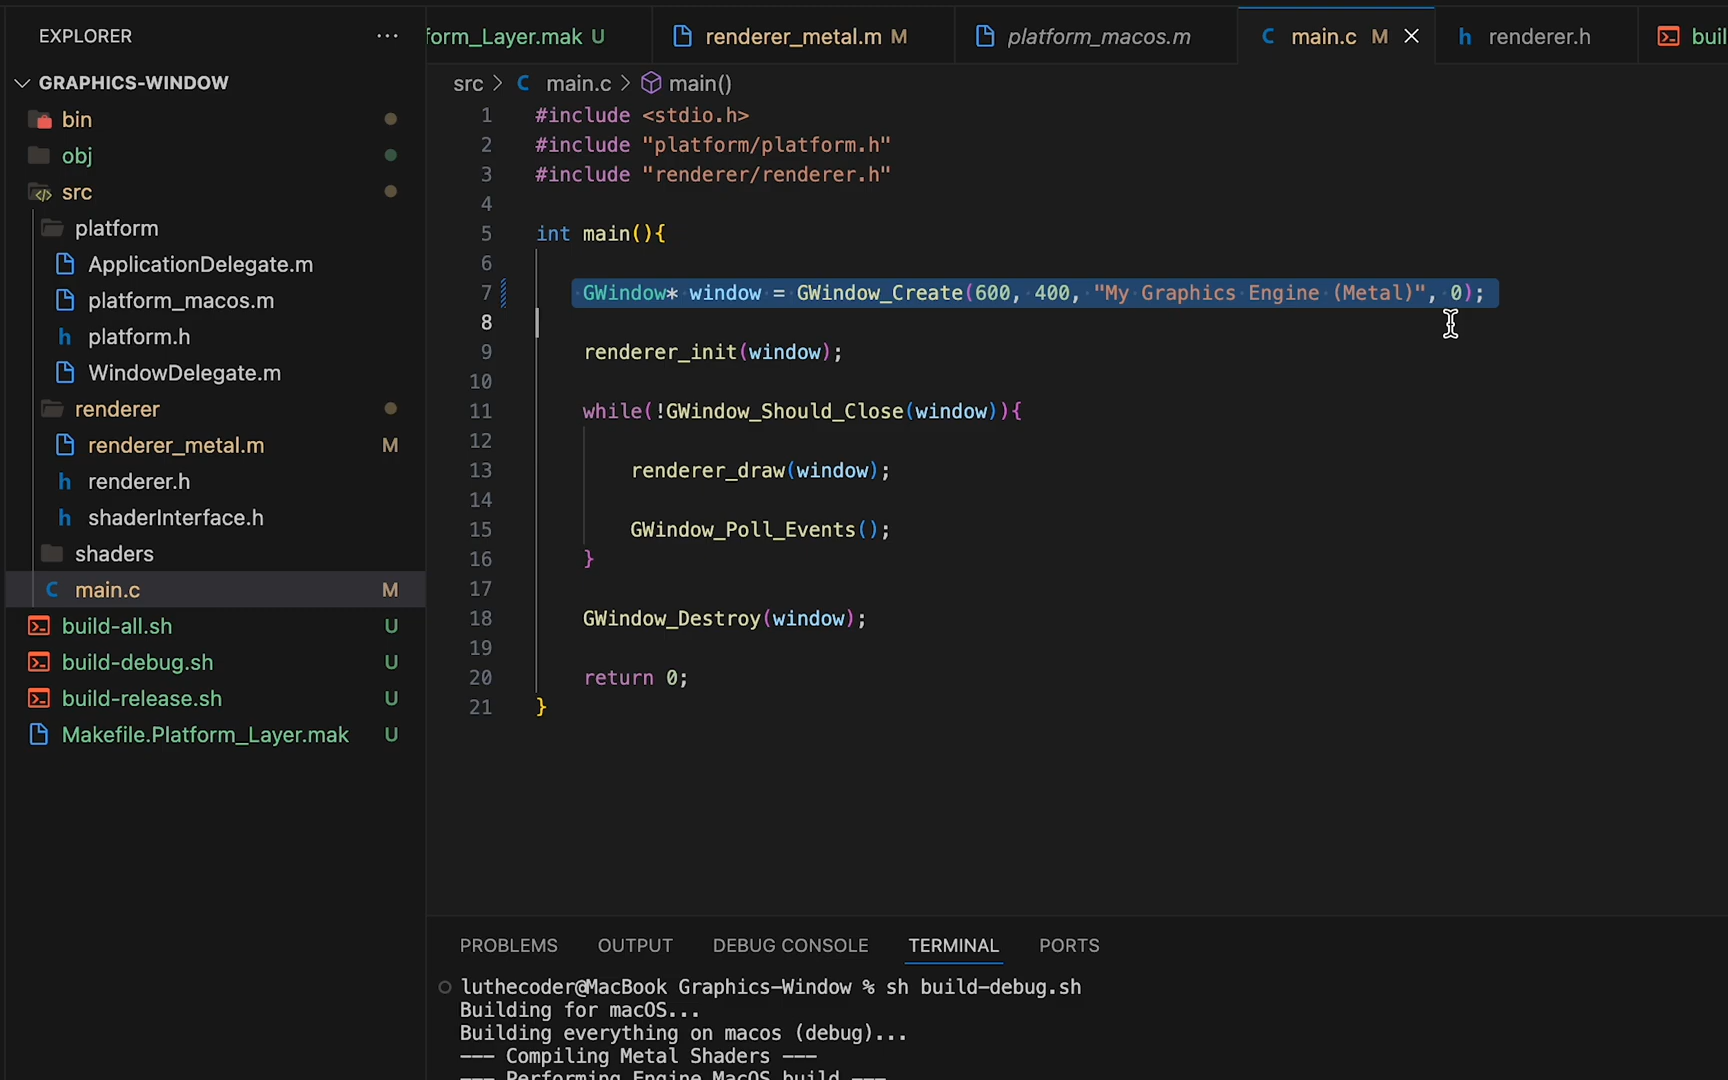 EXPLORER
GRAPHICS-WINDOW
bin
obj
src
platform
ApplicationDelegate.m
platform_macos.m
platform.h
WindowDelegate.m
renderer
renderer_metal.m M
renderer.h
shaderInterface.h
shaders
main.c M
build-all.sh U
build-debug.sh U
build-release.sh U
Makefile.Platform_Layer.mak U
form_Layer.mak U renderer_metal.m M platform_macos.m C main.c M h renderer.h buil
src > C main.c > main()
1 #include <stdio.h>
2 #include "platform/platform.h"
3 #include "renderer/renderer.h"
4
5 int main(){
6
7 GWindow* window = GWindow_Create(600, 400, "My Graphics Engine (Metal)", 0);
8
9 renderer_init(window);
10
11 while(!GWindow_Should_Close(window)){
12
13 renderer_draw(window);
14
15 GWindow_Poll_Events();
16 }
17
18 GWindow_Destroy(window);
19
20 return 0;
21 }
PROBLEMS OUTPUT DEBUG CONSOLE TERMINAL PORTS
luthecoder@MacBook Graphics-Window % sh build-debug.sh
Building for macOS...
Building everything on macos (debug)...
--- Compiling Metal Shaders ---
--- Performing Engine MacOS build ---